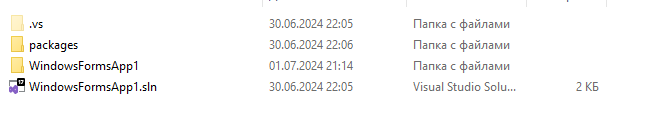 .vs 30.06.2024 22:05 Папка с файлами
packages 30.06.2024 22:06 Папка с файлами
WindowsFormsApp1 01.07.2024 21:14 Папка с файлами
WindowsFormsApp1.sln 30.06.2024 22:05 Visual Studio Solu... 2 КБ